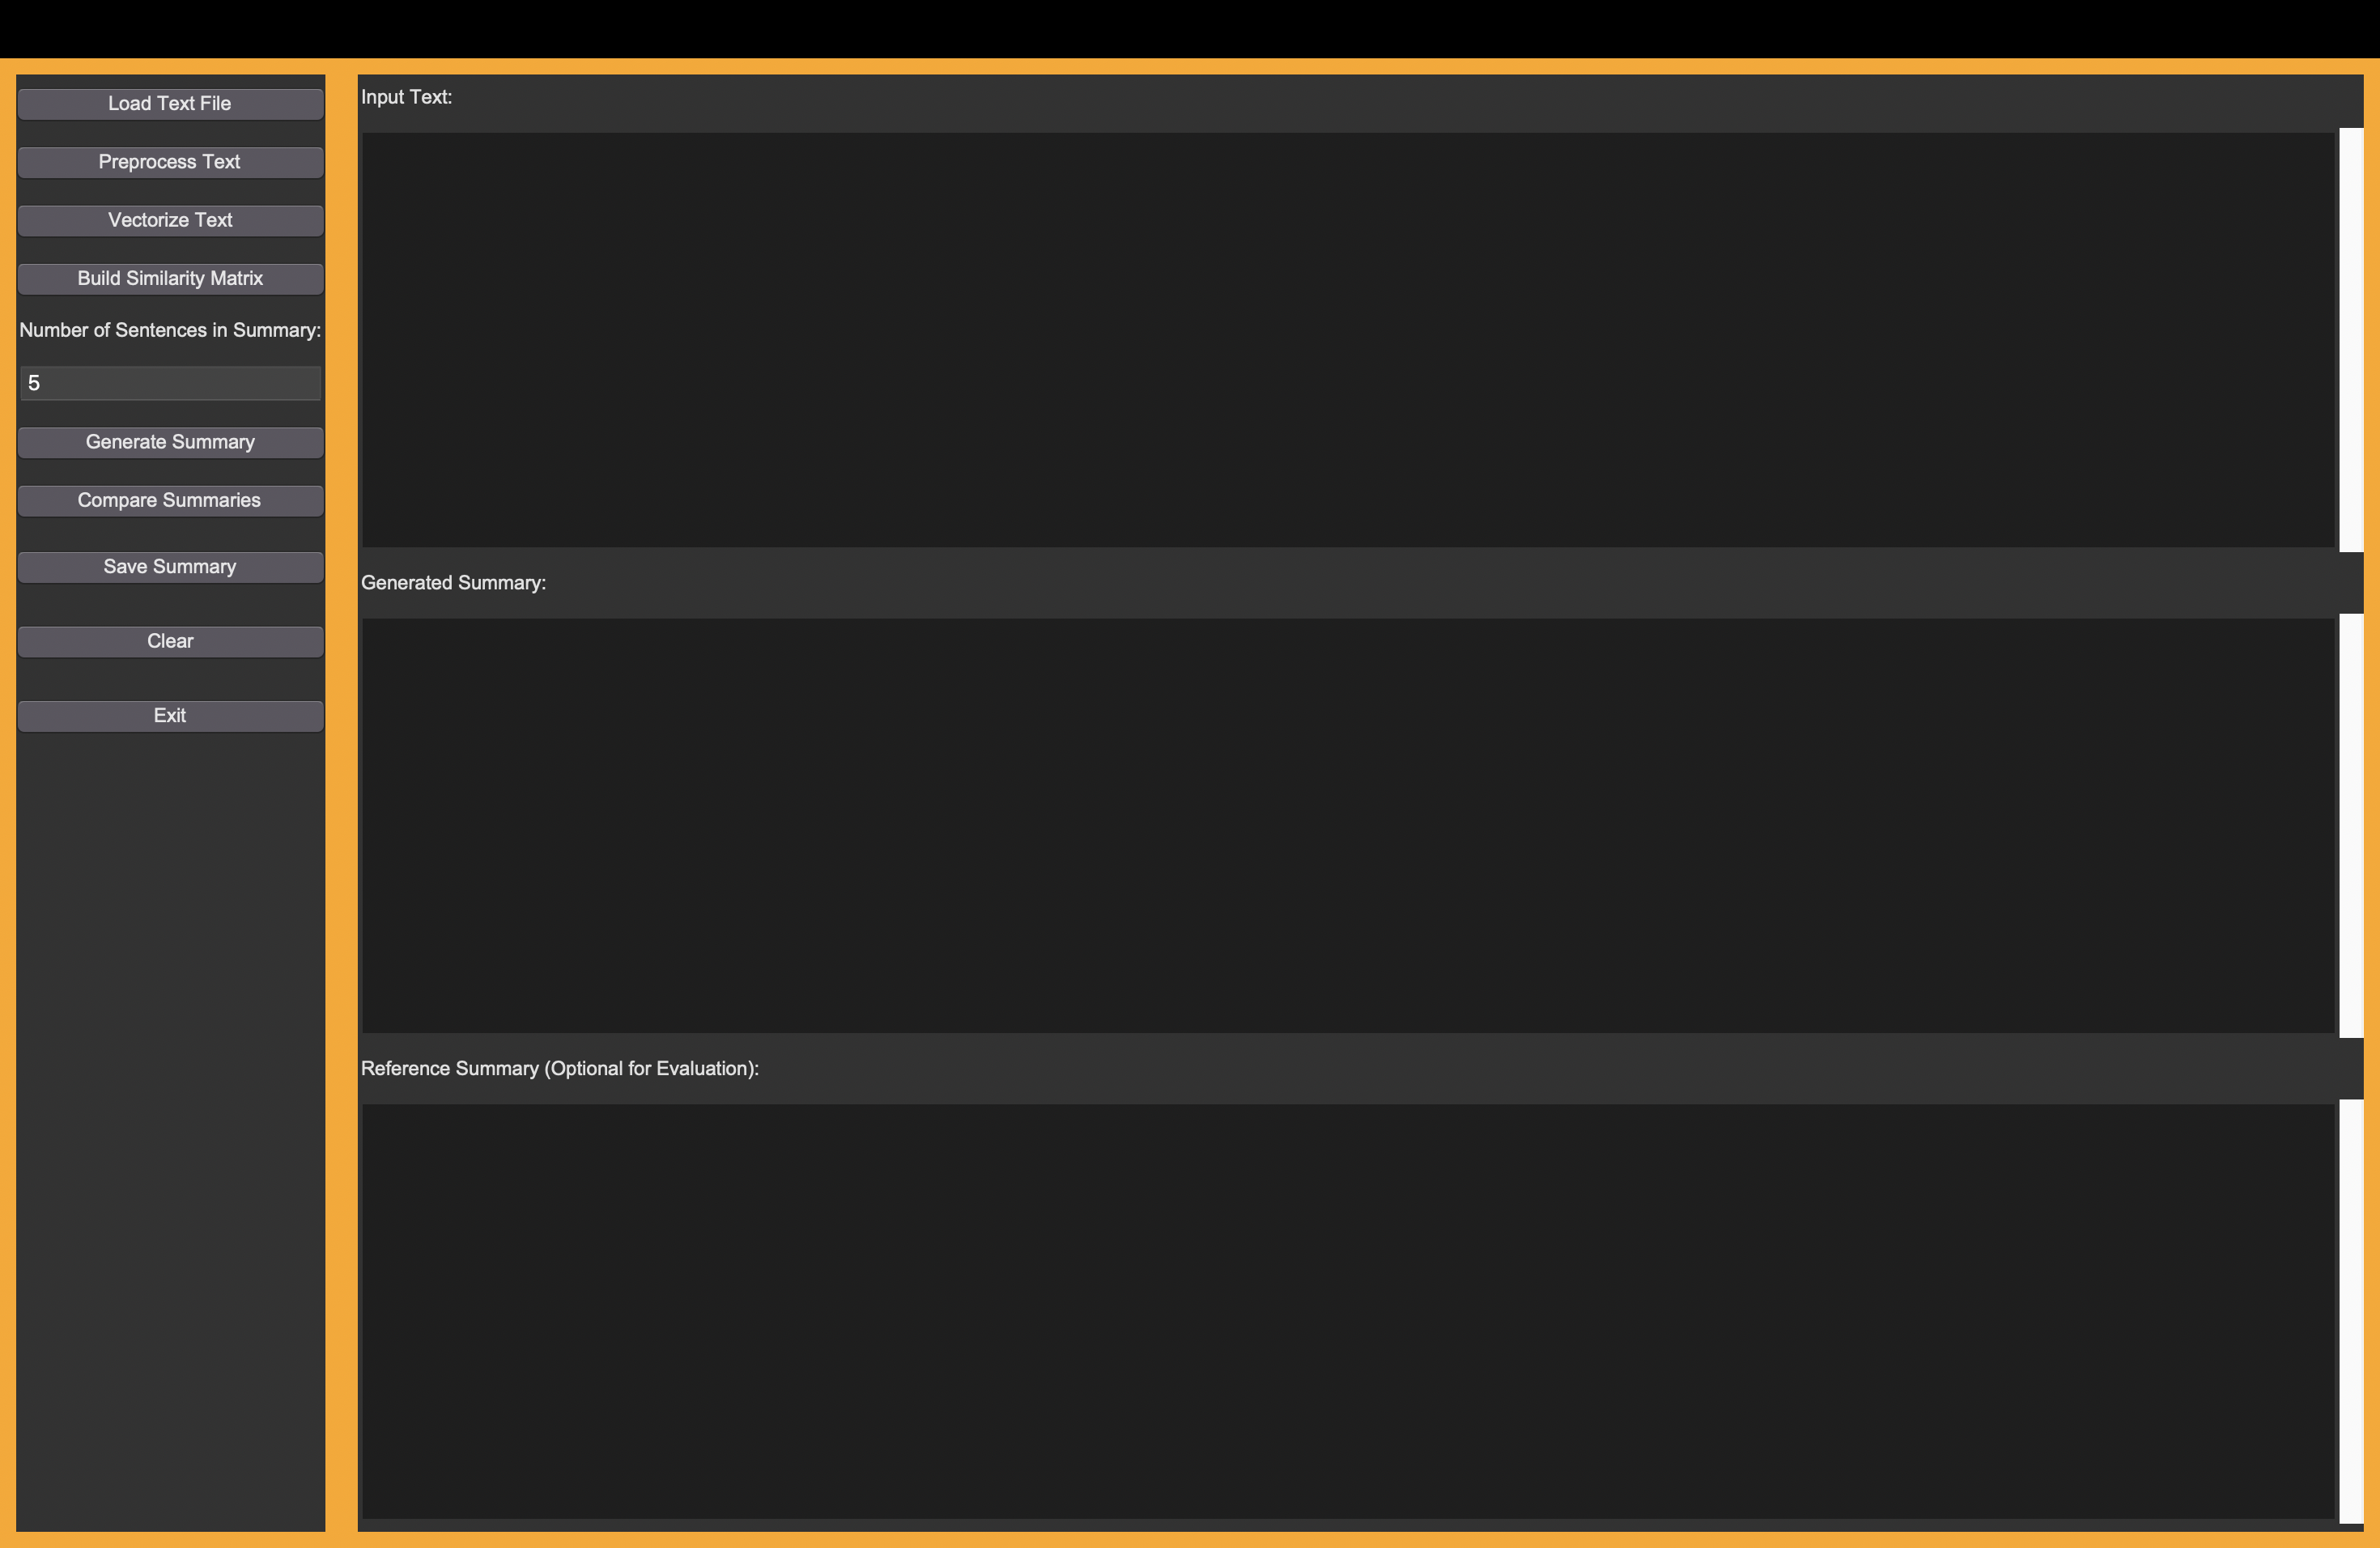 Load Text File
Preprocess Text
Vectorize Text
Build Similarity Matrix
Number of Sentences in Summary:
5
Generate Summary
Compare Summaries
Save Summary
Clear
Exit
Input Text:
Generated Summary:
Reference Summary (Optional for Evaluation):